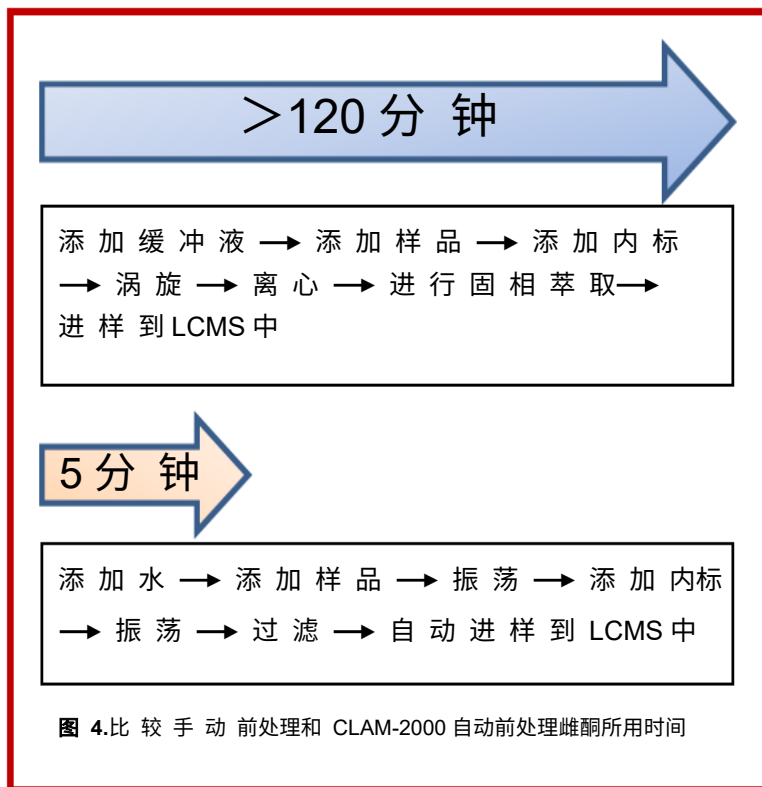 ＞120 分 钟
添 加 缓 冲 液 → 添 加 样 品 → 添 加 内 标
→ 涡 旋 → 离 心 → 进 行 固 相 萃 取→
进 样 到 LCMS 中
5 分 钟
添 加 水 → 添 加 样 品 → 振 荡 → 添 加 内标
→ 振 荡 → 过 滤 → 自 动 进 样 到 LCMS 中
图 4.比 较 手 动 前处理和 CLAM-2000 自动前处理雌酮所用时间